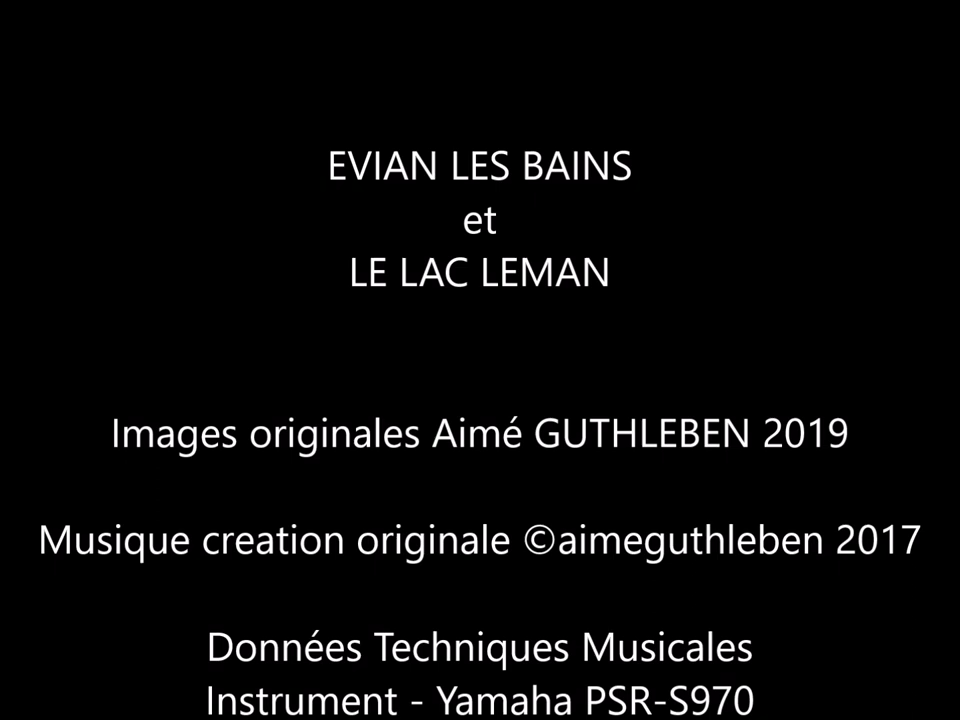 EVIAN LES BAINS
et
LE LAC LEMAN
Images originales Aimé GUTHLEBEN 2019
Musique creation originale ©aimeguthleben 2017
Données Techniques Musicales
Instrument - Yamaha PSR-S970